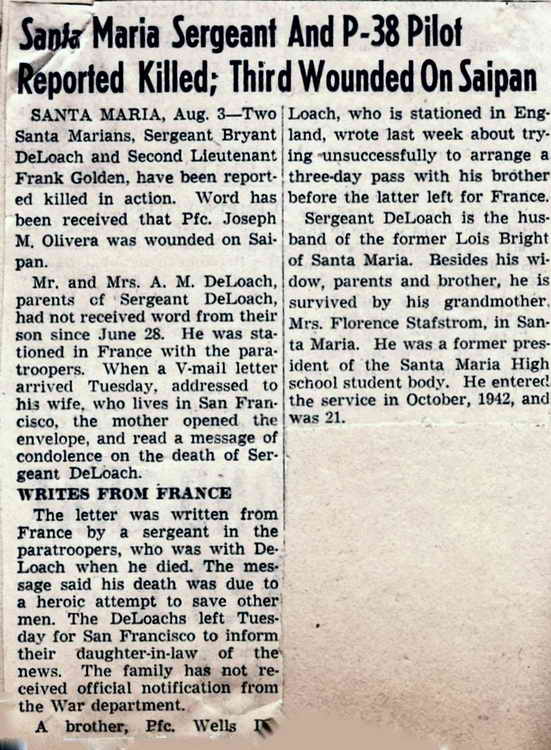 Santa Maria Sergeant And P-38 Pilot
Reported Killed; Third Wounded On Saipan
SANTA MARIA, Aug. 3—Two
Santa Marians, Sergeant Bryant
DeLoach and Second Lieutenant
Frank Golden, have been report-
ed killed in action. Word has
been received that Pfc. Joseph
M. Olivera was wounded on Sai-
pan.
Mr. and Mrs. A. M. DeLoach,
parents of Sergeant DeLoach,
had not received word from their
son since June 28. He was sta-
tioned in France with the para-
troopers. When a V-mail letter
arrived Tuesday, addressed to
his wife, who lives in San Fran-
cisco, the mother opened the
envelope, and read a message of
condolence on the death of Ser-
geant DeLoach.
WRITES FROM FRANCE
The letter was written from
France by a sergeant in the
paratroopers, who was with De-
Loach when he died. The mes-
sage said his death was due to
a heroic attempt to save other
men. The DeLoachs left Tues-
day for San Francisco to inform
their daughter-in-law of the
news. The family has not re-
ceived official notification from
the War department.
A brother, Pfc. Wells
Loach, who is stationed in Eng-
land, wrote last week about try-
ing unsuccessfully to arrange a
three-day pass with his brother
before the latter left for France.
Sergeant DeLoach is the hus-
band of the former Lois Bright
of Santa Maria. Besides his wi-
dow, parents and brother, he is
survived by his grandmother,
Mrs. Florence Stafstrom, in San-
ta Maria. He was a former pres-
ident of the Santa Maria High
school student body. He entered
the service in October, 1942, and
was 21.